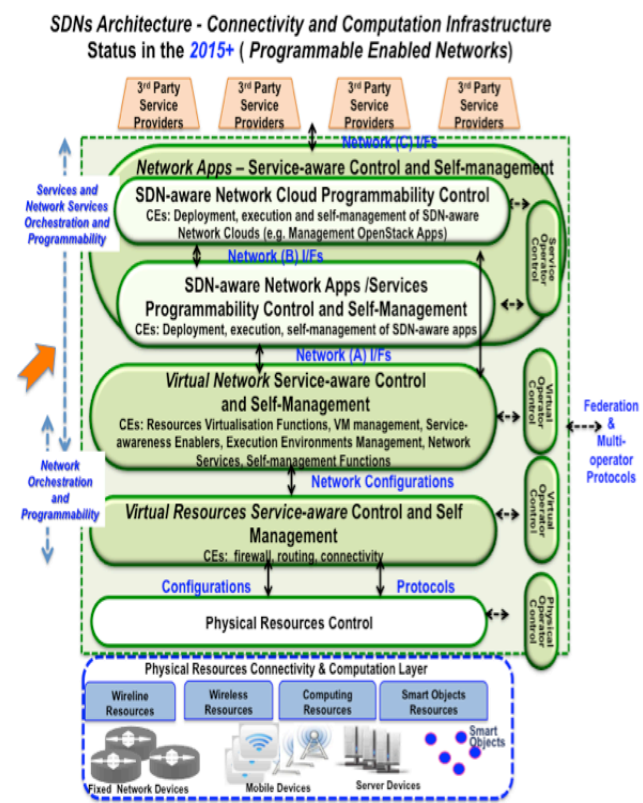 SDNs Architecture - Connectivity and Computation Infrastructure
Status in the 2015+ ( Programmable Enabled Networks)
3rd Party
Service
Providers
3rd Party
Service
Providers
3rd Party
Service
Providers
3rd Party
Service
Providers
Network (C) I/Fs
Network Apps – Service-aware Control and Self-management
SDN-aware Network Cloud Programmability Control
CEs: Deployment, execution and self-management of SDN-aware
Network Clouds (e.g. Management OpenStack Apps)
Services and
Network Services
Orchestration and
Programmability
Service
Operator
Control
Network (B) I/Fs
SDN-aware Network Apps /Services
Programmability Control and Self-Management
CEs: Deployment, execution, self-management of SDN-aware apps
Network (A) I/Fs
Virtual Network Service-aware Control
and Self-Management
CEs: Resources Virtualisation Functions, VM management, Service-
awareness Enablers, Execution Environments Management, Network
Services, Self-management Functions
Virtual
Operator
Control
Federation
&
Multi-
operator
Protocols
Network
Orchestration
and
Programmability
Network Configurations
Virtual Resources Service-aware Control and Self
Management
CEs: firewall, routing, connectivity
Virtual
Operator
Control
Configurations
Protocols
Physical Resources Control
Physical
Operator
Control
Physical Resources Connectivity & Computation Layer
Wireline
Resources
Wireless
Resources
Computing
Resources
Smart Objects
Resources
Smart
Objects
Fixed Network Devices
Mobile Devices
Server Devices